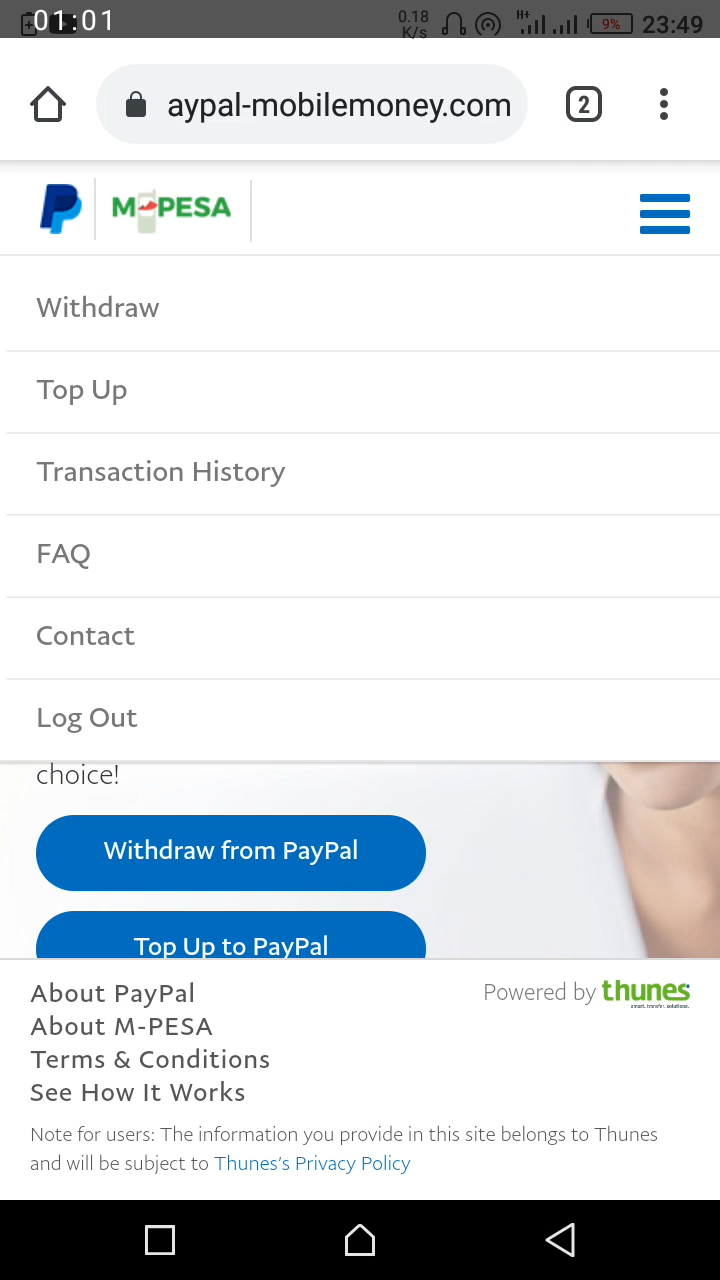 01:01
0.18 K/s
H+
9%
23:49
aypal-mobilemoney.com
2
M-PESA
Withdraw
Top Up
Transaction History
FAQ
Contact
Log Out
choice!
Withdraw from PayPal
Top Up to PayPal
About PayPal
Powered by thunes
smart. transfer. solutions.
About M-PESA
Terms & Conditions
See How It Works
Note for users: The information you provide in this site belongs to Thunes
and will be subject to Thunes's Privacy Policy